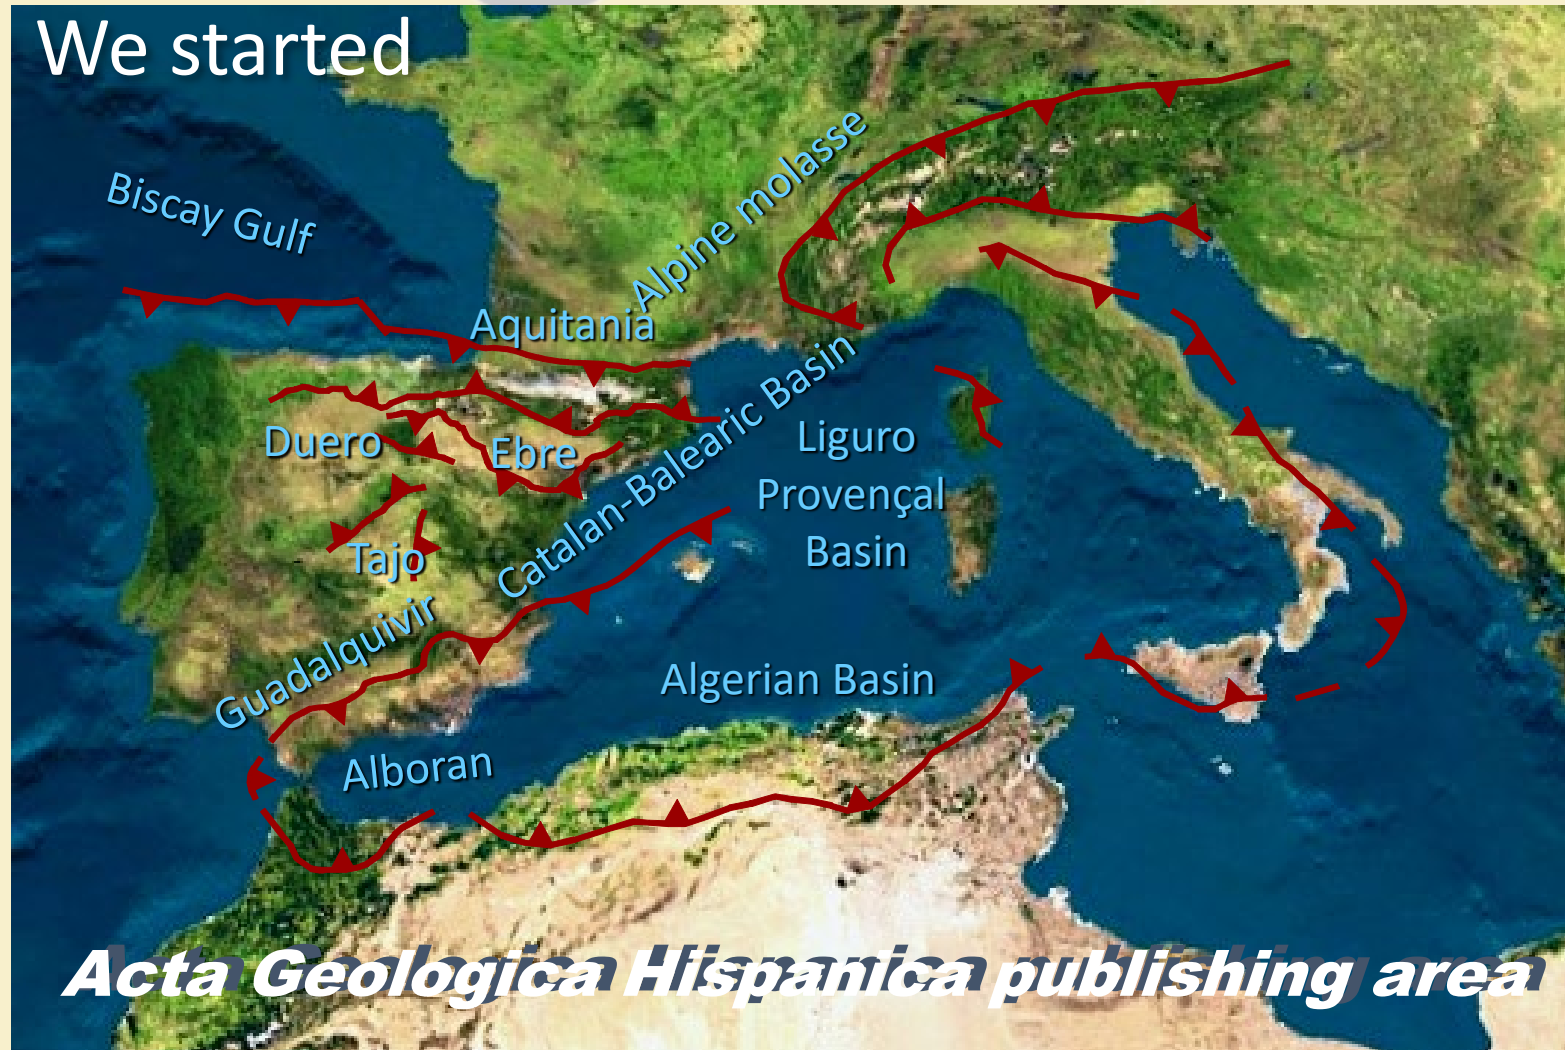 We started
Biscay Gulf
Alpine molasse
Aquitania
Duero
Ebre
Catalan-Balearic Basin
Liguro
Provençal
Basin
Tajo
Guadalquivir
Algerian Basin
Alboran
Acta Geologica Hispanica publishing area